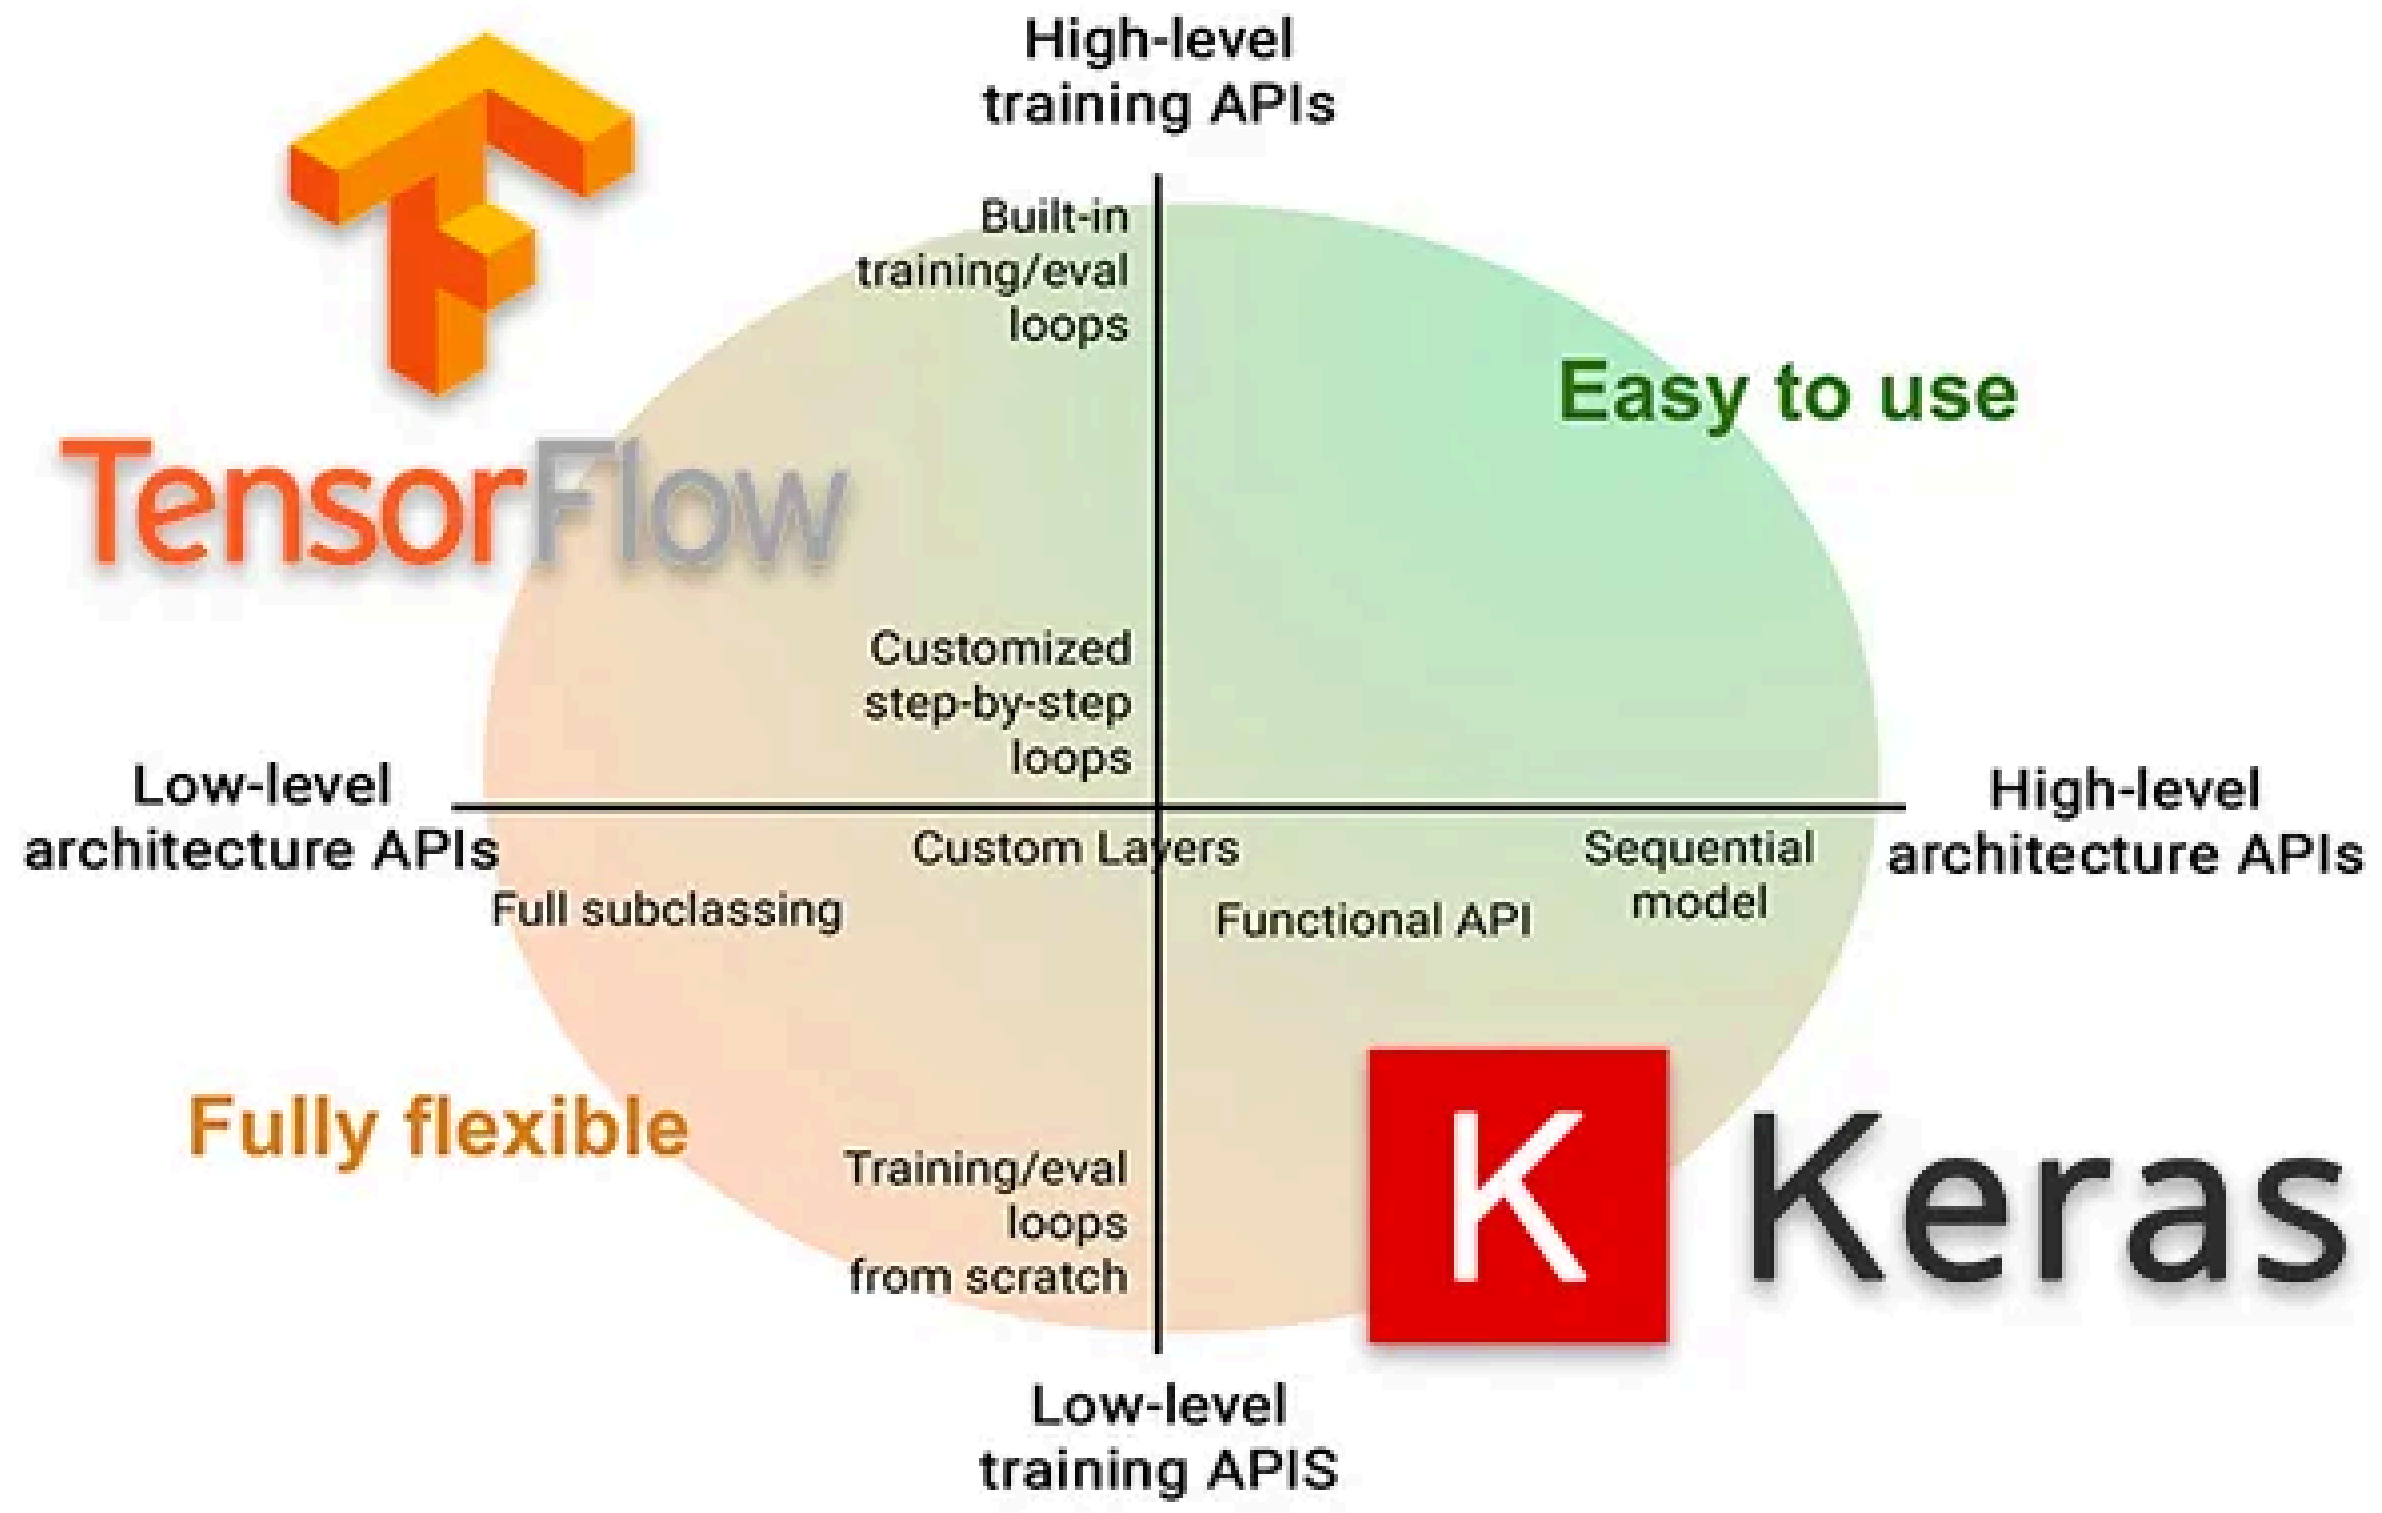 High-level
training APIs
Built-in
training/eval
loops
Easy to use
TensorFlow
Customized
step-by-step
loops
Low-level
architecture APIs
High-level
architecture APIs
Custom Layers
Sequential
model
Full subclassing
Functional API
Fully flexible
Training/eval
loops
from scratch
K Keras
Low-level
training APIS